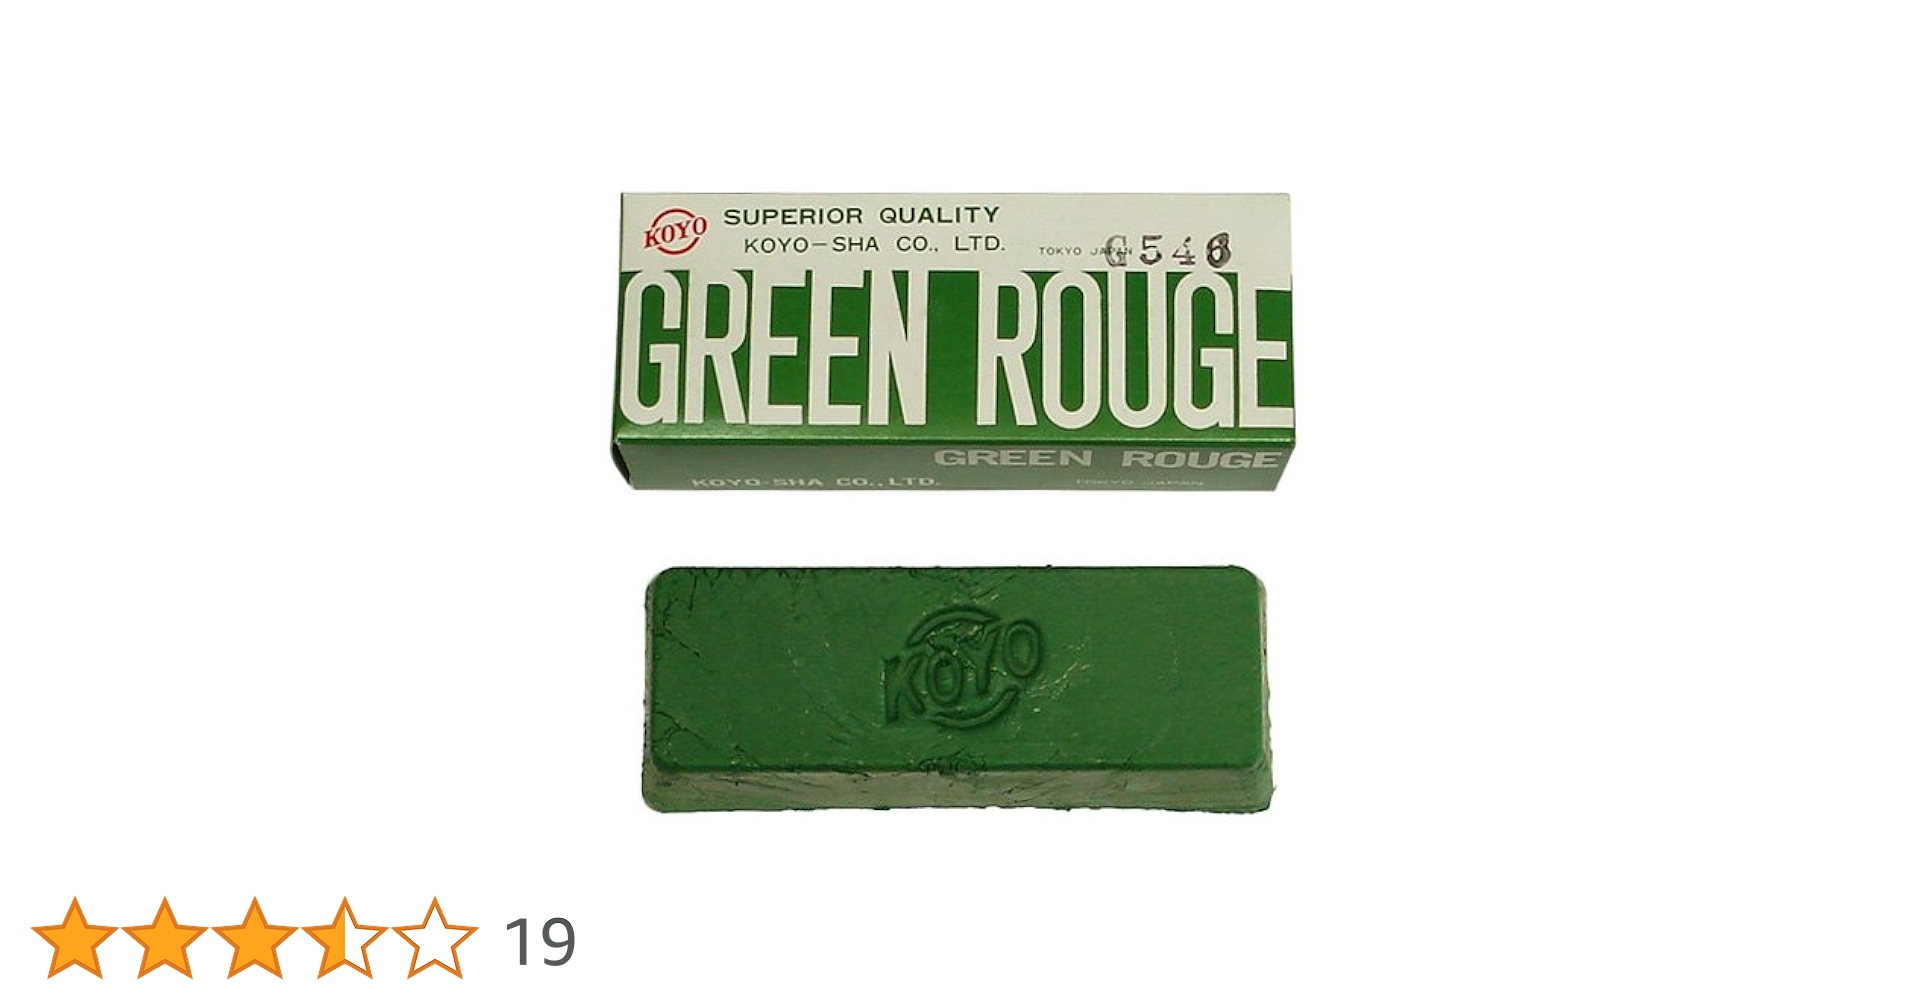 KOYO
SUPERIOR QUALITY
KOYO-SHA CO., LTD.
TOKYO JAPAN
G546
GREEN ROUGE
GREEN ROUGE
KOYO-SHA CO., LTD.
TOKYO JAPAN
KOYO
19